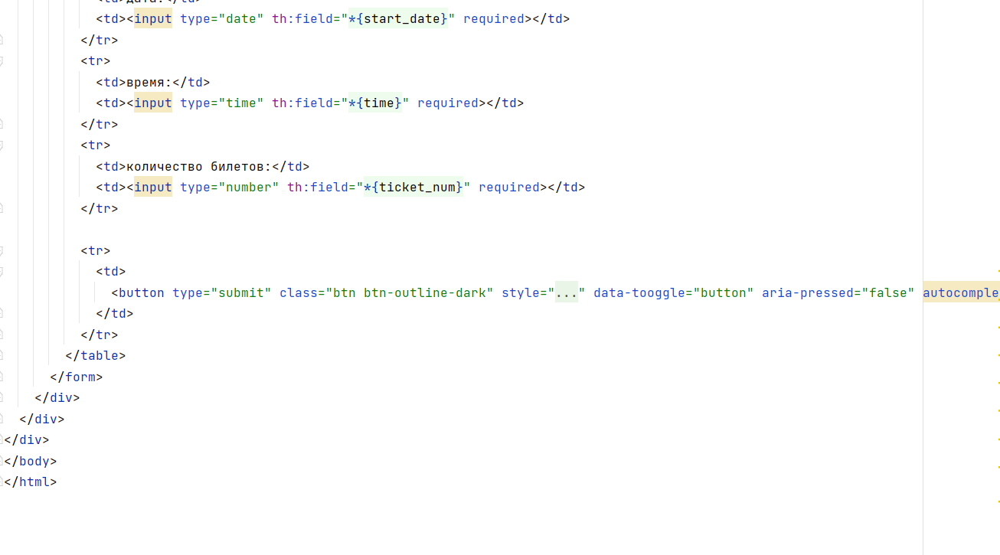 <td>дата:</td>
<td><input type="date" th:field="*{start_date}" required></td>
</tr>
<tr>
<td>время:</td>
<td><input type="time" th:field="*{time}" required></td>
</tr>
<tr>
<td>количество билетов:</td>
<td><input type="number" th:field="*{ticket_num}" required></td>
</tr>
<tr>
<td>
<button type="submit" class="btn btn-outline-dark" style="..." data-tooggle="button" aria-pressed="false" autocomple
</td>
</tr>
</table>
</form>
</div>
</div>
</div>
</body>
</html>